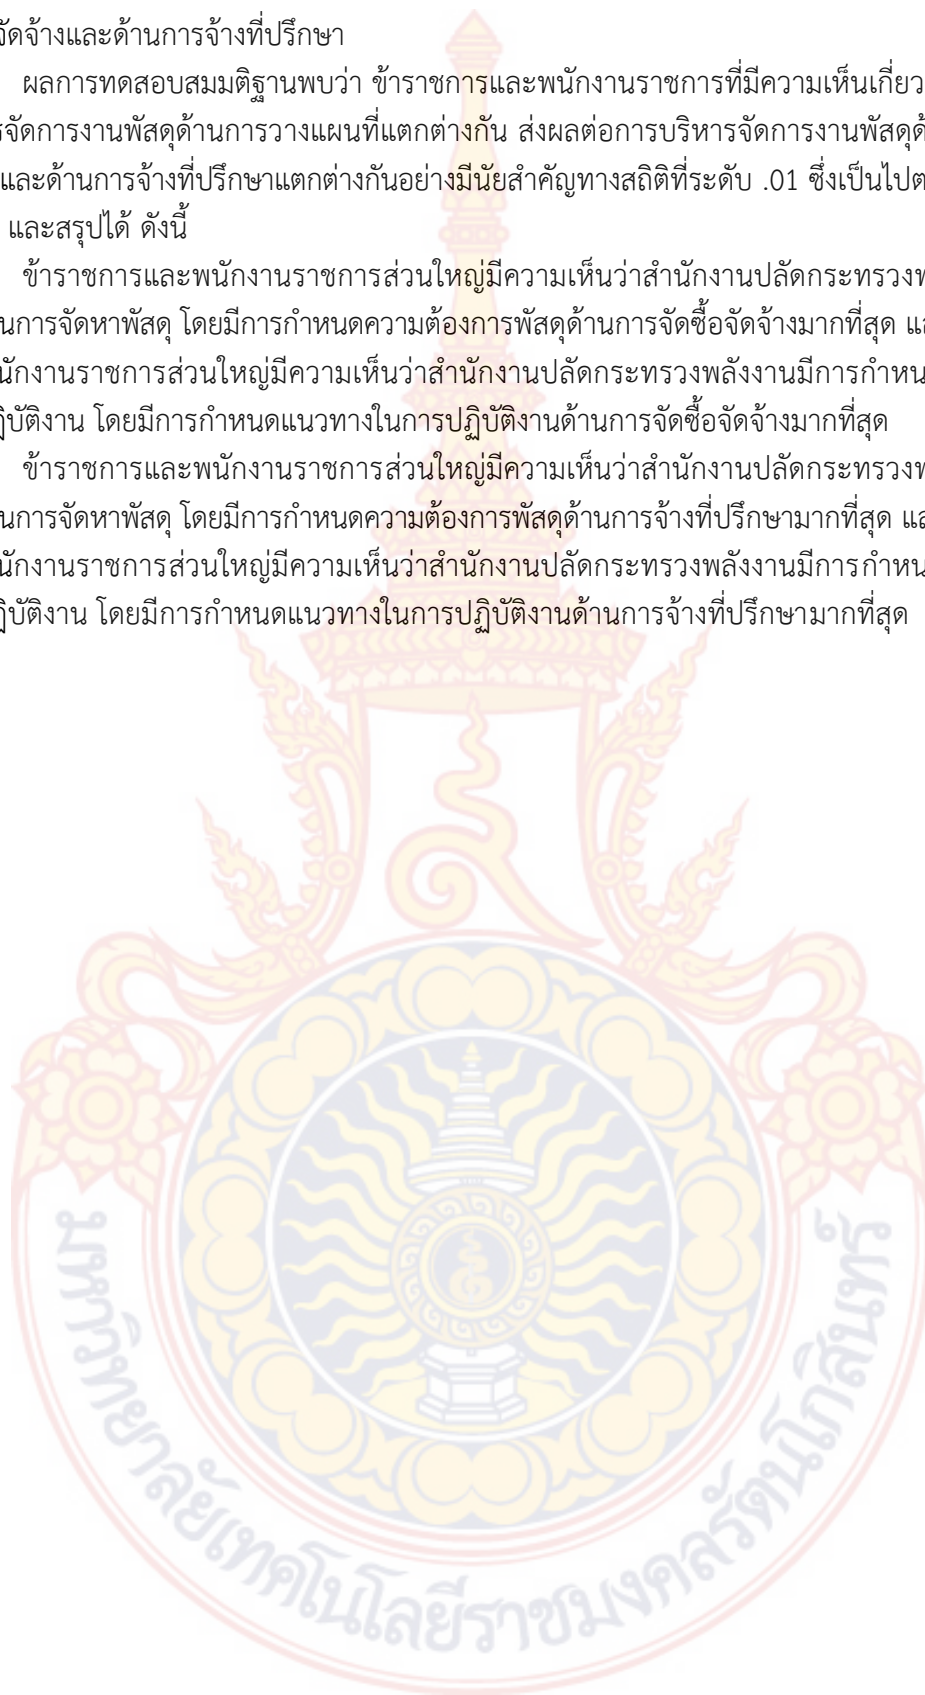 จัดจ้างและด้านการจ้างที่ปรึกษา
ผลการทดสอบสมมติฐานพบว่า ข้าราชการและพนักงานราชการที่มีความเห็นเกี่ยว
จัดการงานพัสดุด้านการวางแผนที่แตกต่างกัน ส่งผลต่อการบริหารจัดการงานพัสดุด้
และด้านการจ้างที่ปรึกษาแตกต่างกันอย่างมีนัยสำคัญทางสถิติที่ระดับ .01 ซึ่งเป็นไปต
และสรุปได้ ดังนี้
ข้าราชการและพนักงานราชการส่วนใหญ่มีความเห็นว่าสำนักงานปลัดกระทรวงพ
นการจัดหาพัสดุ โดยมีการกำหนดความต้องการพัสดุด้านการจัดซื้อจัดจ้างมากที่สุด แ
นักงานราชการส่วนใหญ่มีความเห็นว่าสำนักงานปลัดกระทรวงพลังงานมีการกำหน
ฏิบัติงาน โดยมีการกำหนดแนวทางในการปฏิบัติงานด้านการจัดซื้อจัดจ้างมากที่สุด
ข้าราชการและพนักงานราชการส่วนใหญ่มีความเห็นว่าสำนักงานปลัดกระทรวงพ
นการจัดหาพัสดุ โดยมีการกำหนดความต้องการพัสดุด้านการจ้างที่ปรึกษามากที่สุด แ
นักงานราชการส่วนใหญ่มีความเห็นว่าสำนักงานปลัดกระทรวงพลังงานมีการกำหน
ฏิบัติงาน โดยมีการกำหนดแนวทางในการปฏิบัติงานด้านการจ้างที่ปรึกษามากที่สุด
มหาวิทยาลัยเทคโนโลยีราชมงคลรัตนโกสินทร์